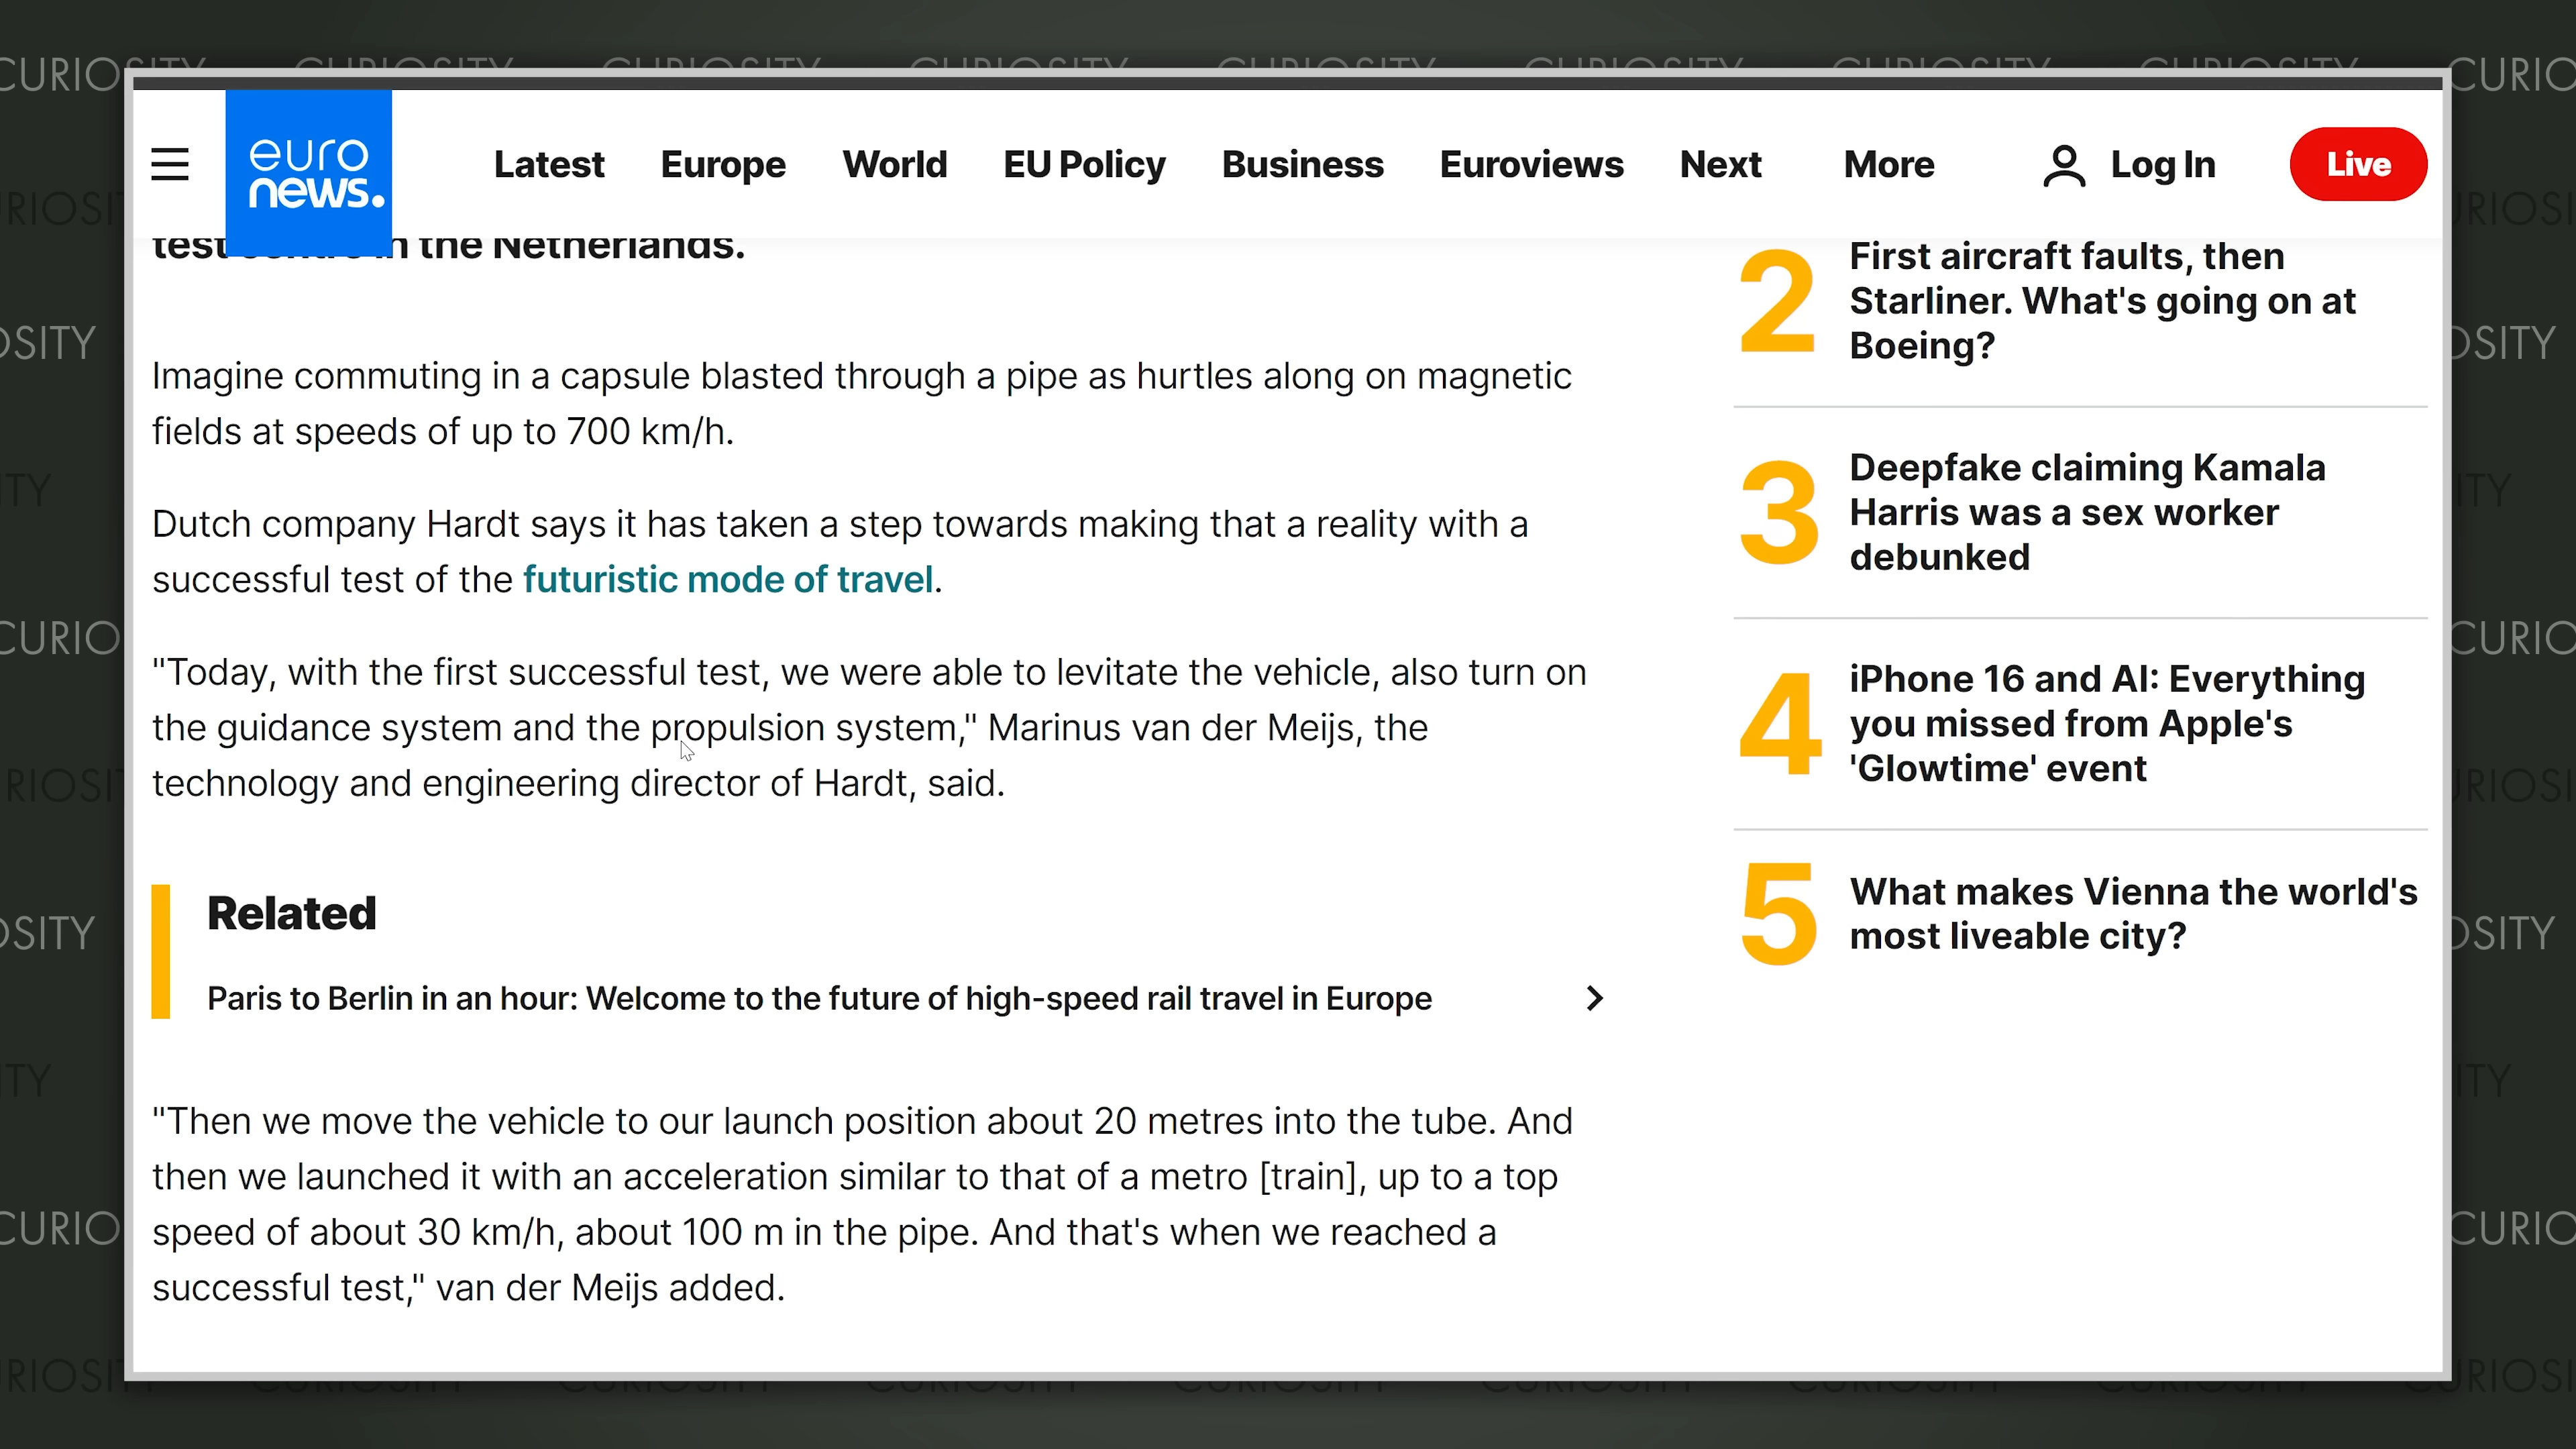 euro
news.
Latest
Europe
World
EU Policy
Business
Euroviews
Next
More
Log In
Live
the Netherlands.
Imagine commuting in a capsule blasted through a pipe as hurtles along on magnetic
fields at speeds of up to 700 km/h.
Dutch company Hardt says it has taken a step towards making that a reality with a
successful test of the futuristic mode of travel.
"Today, with the first successful test, we were able to levitate the vehicle, also turn on
the guidance system and the propulsion system," Marinus van der Meijs, the
technology and engineering director of Hardt, said.
Related
Paris to Berlin in an hour: Welcome to the future of high-speed rail travel in Europe
"Then we move the vehicle to our launch position about 20 metres into the tube. And
then we launched it with an acceleration similar to that of a metro [train], up to a top
speed of about 30 km/h, about 100 m in the pipe. And that's when we reached a
successful test," van der Meijs added.
2
First aircraft faults, then
Starliner. What's going on at
Boeing?
3
Deepfake claiming Kamala
Harris was a sex worker
debunked
4
iPhone 16 and AI: Everything
you missed from Apple's
'Glowtime' event
5
What makes Vienna the world's
most liveable city?